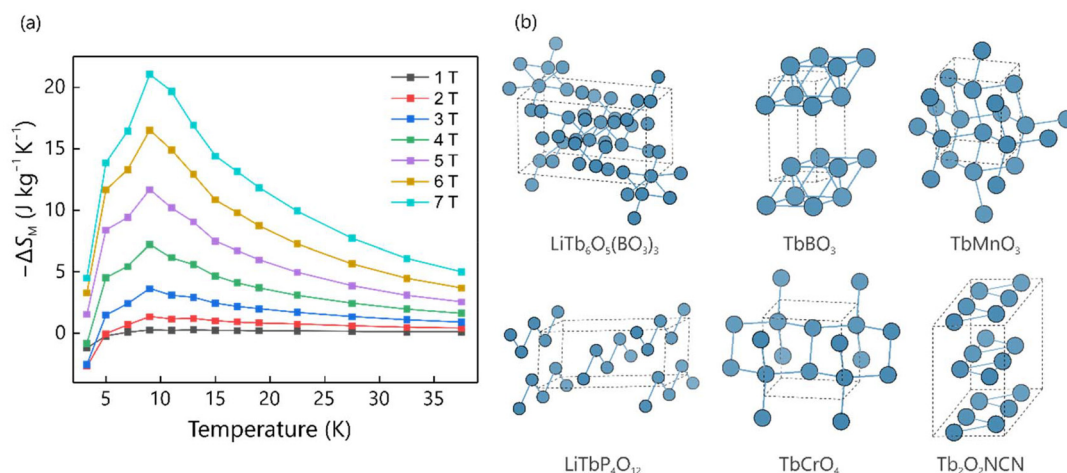 (a)
−ΔS_M (J kg⁻¹ K⁻¹)
20
15
10
5
0
5 10 15 20 25 30 35
Temperature (K)
1 T
2 T
3 T
4 T
5 T
6 T
7 T
(b)
LiTb₆O₅(BO₃)₃ TbBO₃ TbMnO₃
LiTbP₄O₁₂ TbCrO₄ Tb₂O₂NCN